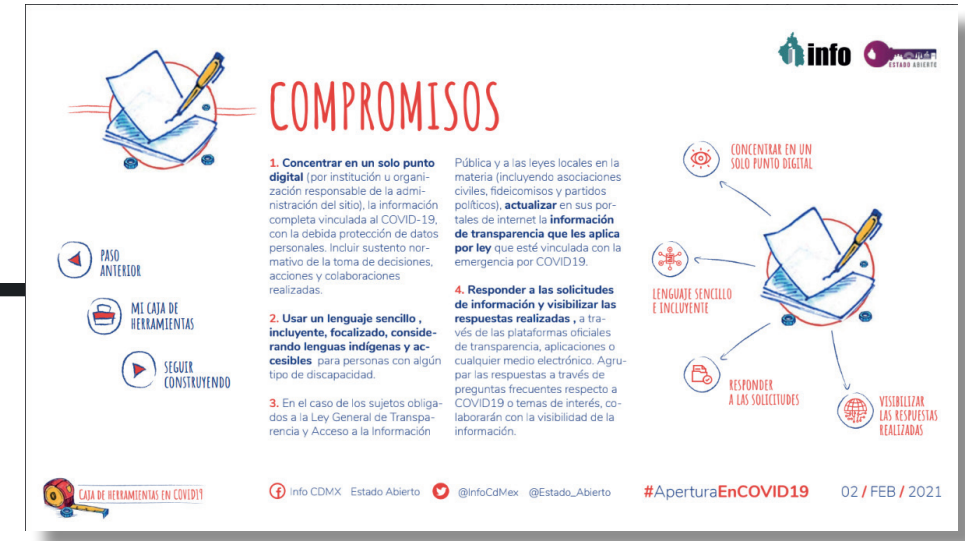 info
ESTADO ABIERTO
COMPROMISOS
1. Concentrar en un solo punto
digital (por institución u organi-
zación responsable de la admi-
nistración del sitio), la información
completa vinculada al COVID-19,
con la debida protección de datos
personales. Incluir sustento nor-
mativo de la toma de decisiones,
acciones y colaboraciones
realizadas.
2. Usar un lenguaje sencillo ,
incluyente, focalizado, conside-
rando lenguas indígenas y ac-
cesibles para personas con algún
tipo de discapacidad.
3. En el caso de los sujetos obliga-
dos a la Ley General de Transpa-
rencia y Acceso a la Información
Pública y a las leyes locales en la
materia (incluyendo asociaciones
civiles, fideicomisos y partidos
políticos), actualizar en sus por-
tales de internet la información
de transparencia que les aplica
por ley que esté vinculada con la
emergencia por COVID19.
4. Responder a las solicitudes
de información y visibilizar las
respuestas realizadas , a tra-
vés de las plataformas oficiales
de transparencia, aplicaciones o
cualquier medio electrónico. Agru-
par las respuestas a través de
preguntas frecuentes respecto a
COVID19 o temas de interés, co-
laborarán con la visibilidad de la
información.
PASO
ANTERIOR
MI CAJA DE
HERRAMIENTAS
SEGUIR
CONSTRUYENDO
CONCENTRAR EN UN
SOLO PUNTO DIGITAL
LENGUAJE SENCILLO
E INCLUYENTE
RESPONDER
A LAS SOLICITUDES
VISIBILIZAR
LAS RESPUESTAS
REALIZADAS
CAJA DE HERRAMIENTAS EN COVID19
Info CDMX Estado Abierto @InfoCdMex @Estado_Abierto #AperturaEnCOVID19 02 / FEB / 2021